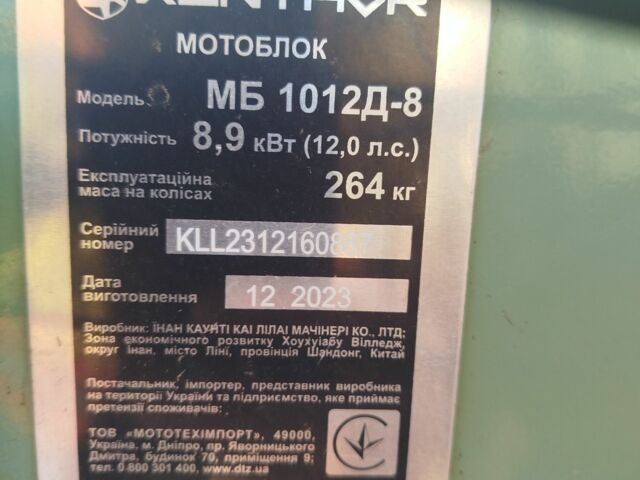 МОТОБЛОК
Модель МБ 1012Д-8
Потужність 8,9 кВт (12,0 л.с.)
Експлуатаційна
маса на колісах 264 кг
Серійний
номер
Дата
виготовлення 12 2023
Виробник: ІНАН КАУНТІ КАІ ЛІЛАІ МАЧІНЕРІ КО., ЛТД;
Зона економічного розвитку Хоухуіабу Вілледж,
округ Інан, місто Ліні, провінція Шандонг, Китай
Постачальник, імпортер, представник виробника
на території України та підприємство, яке приймає
претензії споживачів:
ТОВ «МОТОТЕХІМПОРТ», 49000,
Україна, м. Дніпро, пр. Яворницького
Дмитра, будинок 70, приміщення 9;
тел. 0 800 301 400, www.dtz.ua